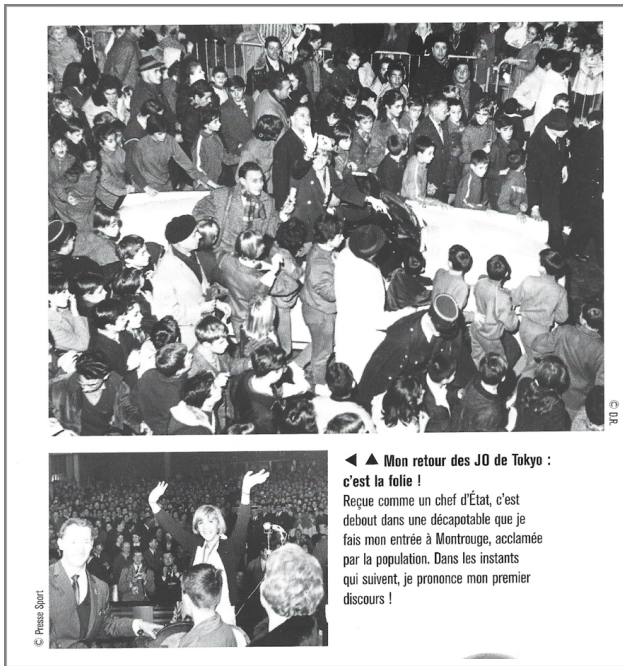 © D.R.
◀ ▲ Mon retour des JO de Tokyo :
c'est la folie !
Reçue comme un chef d'État, c'est
debout dans une décapotable que je
fais mon entrée à Montrouge, acclamée
par la population. Dans les instants
qui suivent, je prononce mon premier
discours !
© Presse Sport